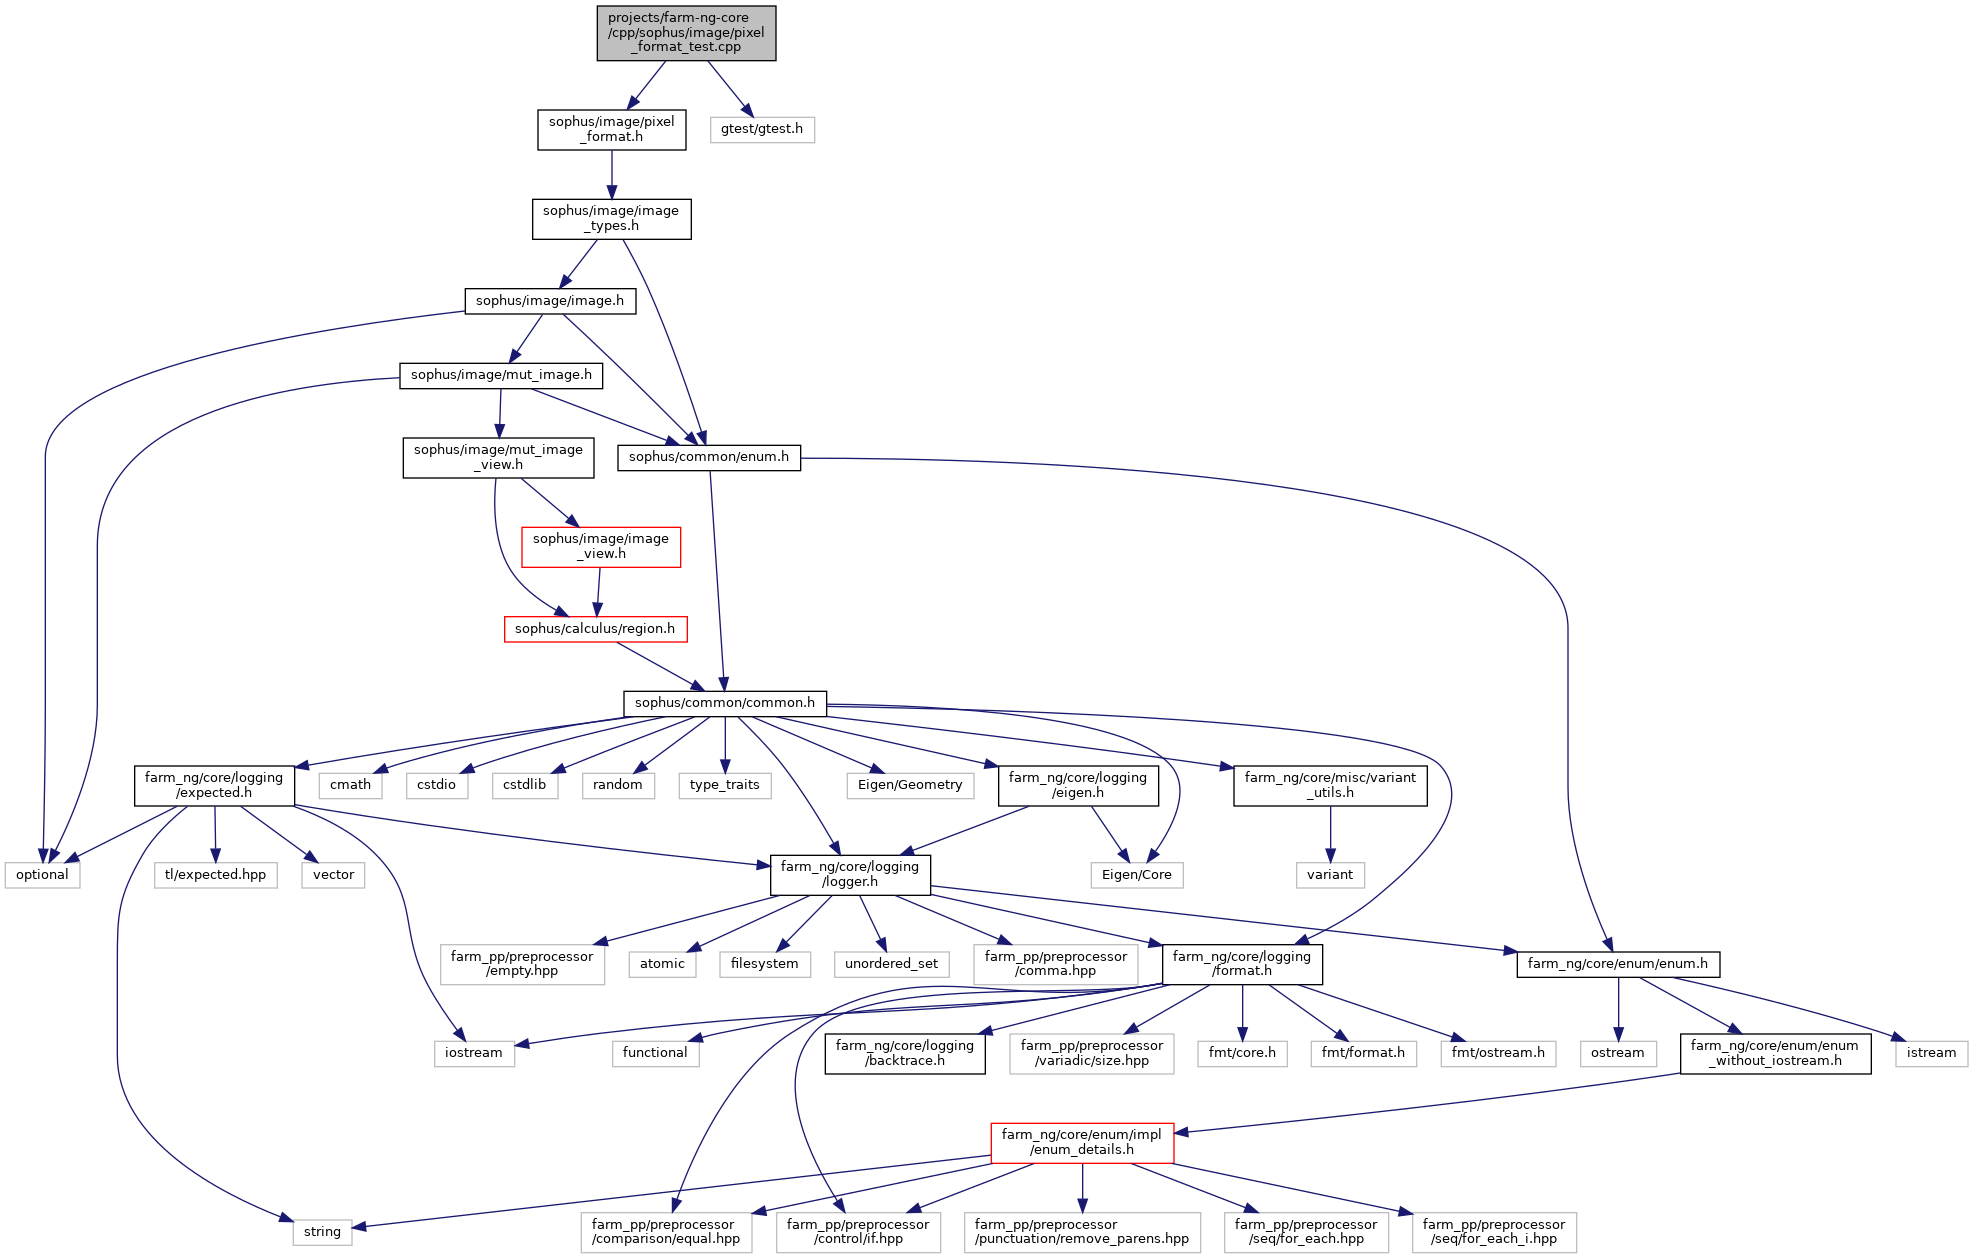 projects/farm-ng-core
/cpp/sophus/image/pixel
_format_test.cpp
sophus/image/pixel
_format.h
gtest/gtest.h
sophus/image/image
_types.h
sophus/image/image.h
sophus/image/mut_image.h
sophus/image/mut_image
_view.h
sophus/common/enum.h
sophus/image/image
_view.h
sophus/calculus/region.h
sophus/common/common.h
farm_ng/core/logging
/expected.h
cmath
cstdio
cstdlib
random
type_traits
Eigen/Geometry
farm_ng/core/logging
/eigen.h
farm_ng/core/misc/variant
_utils.h
optional
tl/expected.hpp
vector
farm_ng/core/logging
/logger.h
Eigen/Core
variant
farm_pp/preprocessor
/empty.hpp
atomic
filesystem
unordered_set
farm_pp/preprocessor
/comma.hpp
farm_ng/core/logging
/format.h
farm_ng/core/enum/enum.h
iostream
functional
farm_ng/core/logging
/backtrace.h
farm_pp/preprocessor
/variadic/size.hpp
fmt/core.h
fmt/format.h
fmt/ostream.h
ostream
farm_ng/core/enum/enum
_without_iostream.h
istream
farm_ng/core/enum/impl
/enum_details.h
string
farm_pp/preprocessor
/comparison/equal.hpp
farm_pp/preprocessor
/control/if.hpp
farm_pp/preprocessor
/punctuation/remove_parens.hpp
farm_pp/preprocessor
/seq/for_each.hpp
farm_pp/preprocessor
/seq/for_each_i.hpp